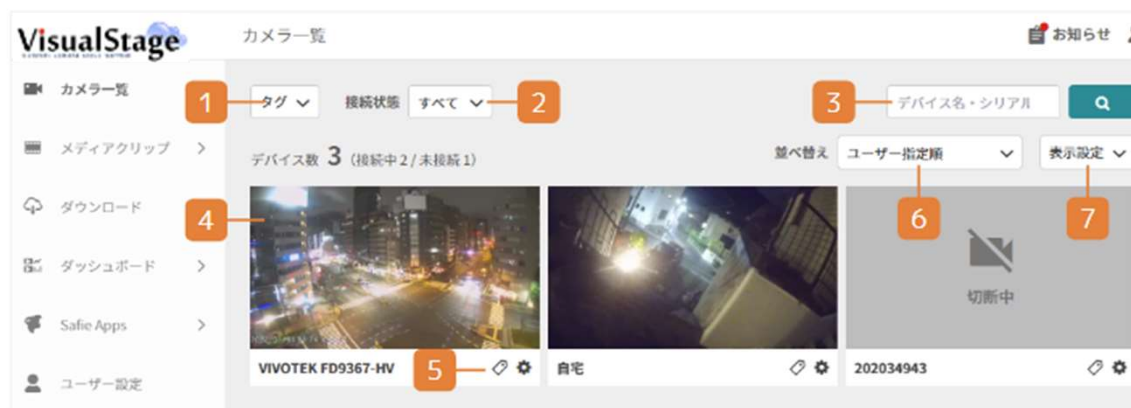 VisualStage
カメラ一覧
お知らせ
カメラ一覧
メディアクリップ
ダウンロード
ダッシュボード
Safie Apps
ユーザー設定
1
タグ
接続状態
すべて
2
3
デバイス名・シリアル
デバイス数 3 (接続中 2 / 未接続 1)
並べ替え
ユーザー指定順
表示設定
4
6
7
切断中
VIVOTEK FD9367-HV
5
自宅
202034943